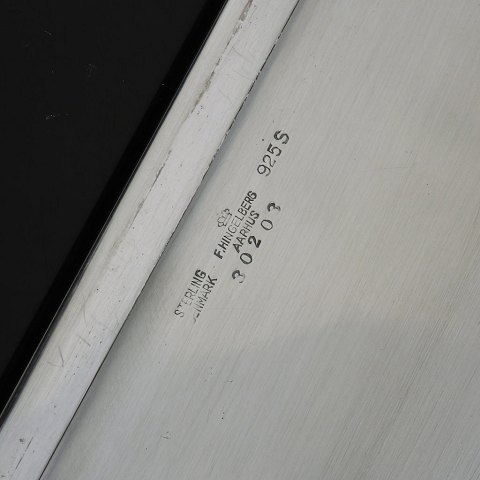 STERLING
DENMARK
F.HINGELBERG
AARHUS
925S
30203